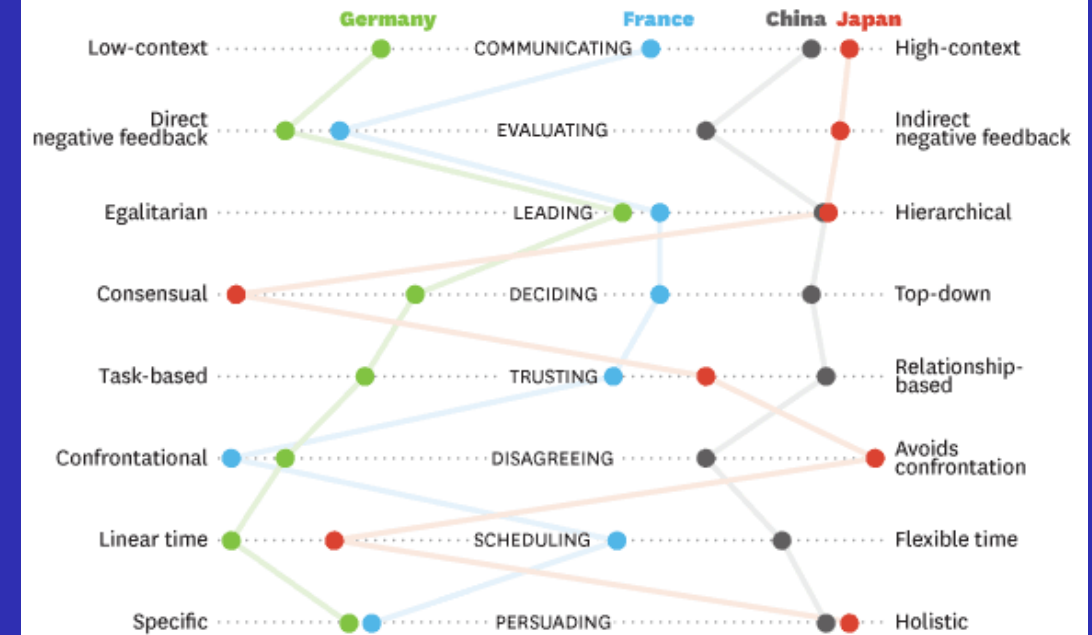 Germany France China Japan
Low-context COMMUNICATING High-context
Direct negative feedback EVALUATING Indirect negative feedback
Egalitarian LEADING Hierarchical
Consensual DECIDING Top-down
Task-based TRUSTING Relationship-based
Confrontational DISAGREEING Avoids confrontation
Linear time SCHEDULING Flexible time
Specific PERSUADING Holistic